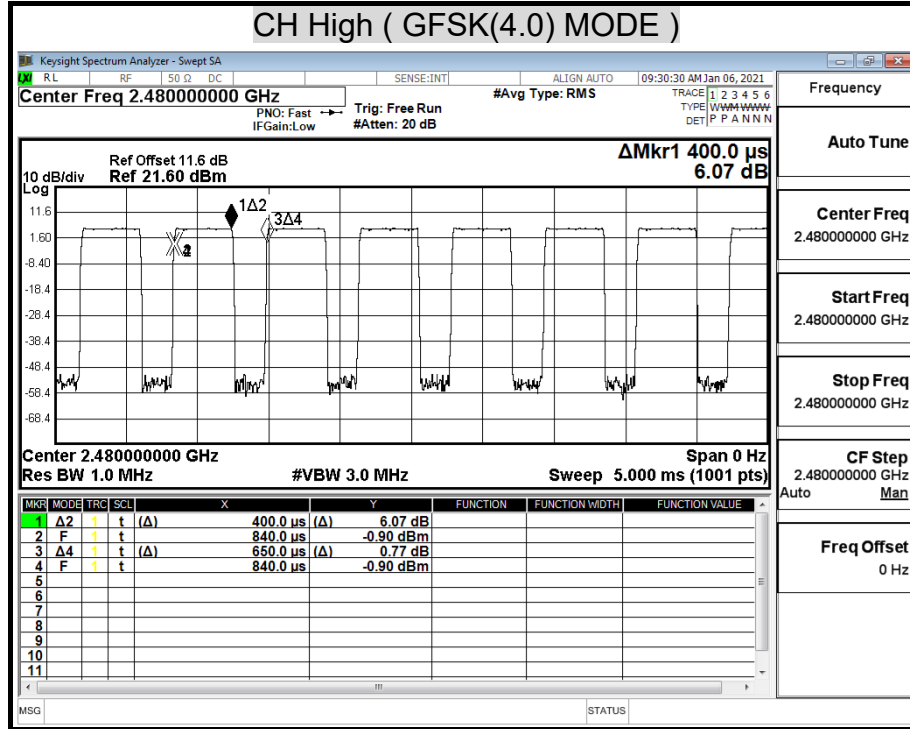 CH High ( GFSK(4.0) MODE )
Keysight Spectrum Analyzer - Swept SA
LXI RL RF 50 Ω DC SENSE:INT ALIGN AUTO 09:30:30 AM Jan 06, 2021
Center Freq 2.480000000 GHz #Avg Type: RMS TRACE 1 2 3 4 5 6
PNO: Fast Trig: Free Run TYPE W W M W W W W
IFGain:Low #Atten: 20 dB DET P P A N N N
Frequency
Auto Tune
Center Freq
2.480000000 GHz
Start Freq
2.480000000 GHz
Stop Freq
2.480000000 GHz
CF Step
2.480000000 GHz
Auto Man
Freq Offset
0 Hz
ΔMkr1 400.0 µs
6.07 dB
Ref Offset 11.6 dB
10 dB/div Ref 21.60 dBm
Log
11.6
1.60
-8.40
-18.4
-28.4
-38.4
-48.4
-58.4
-68.4
1Δ2
3Δ4
Center 2.480000000 GHz Span 0 Hz
Res BW 1.0 MHz #VBW 3.0 MHz Sweep 5.000 ms (1001 pts)
MKR MODE TRC SCL X Y FUNCTION FUNCTION WIDTH FUNCTION VALUE
1 Δ2 1 t (Δ) 400.0 µs (Δ) 6.07 dB
2 F 1 t 840.0 µs -0.90 dBm
3 Δ4 1 t (Δ) 650.0 µs (Δ) 0.77 dB
4 F 1 t 840.0 µs -0.90 dBm
5
6
7
8
9
10
11
MSG STATUS